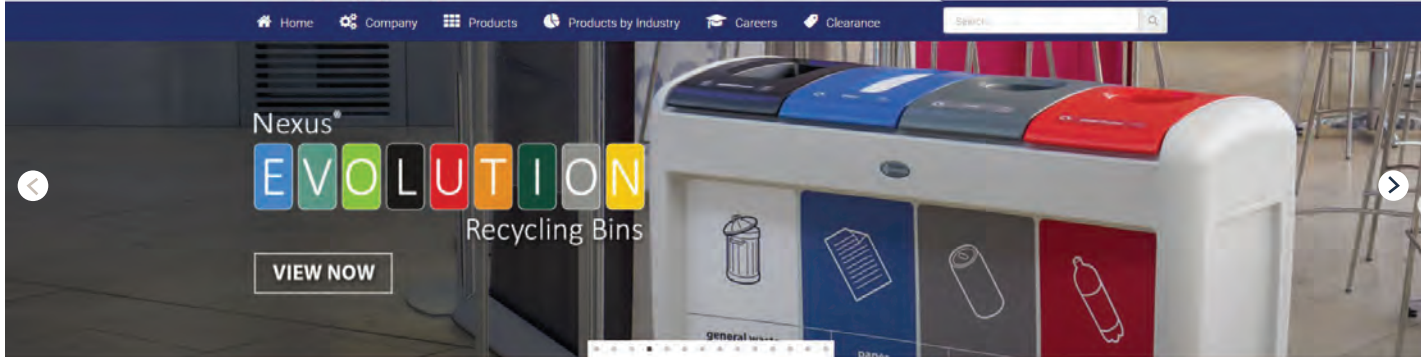 Home Company Products Products by Industry Careers Clearance Search...
Nexus®
EVOLUTION
Recycling Bins
VIEW NOW
general waste
paper